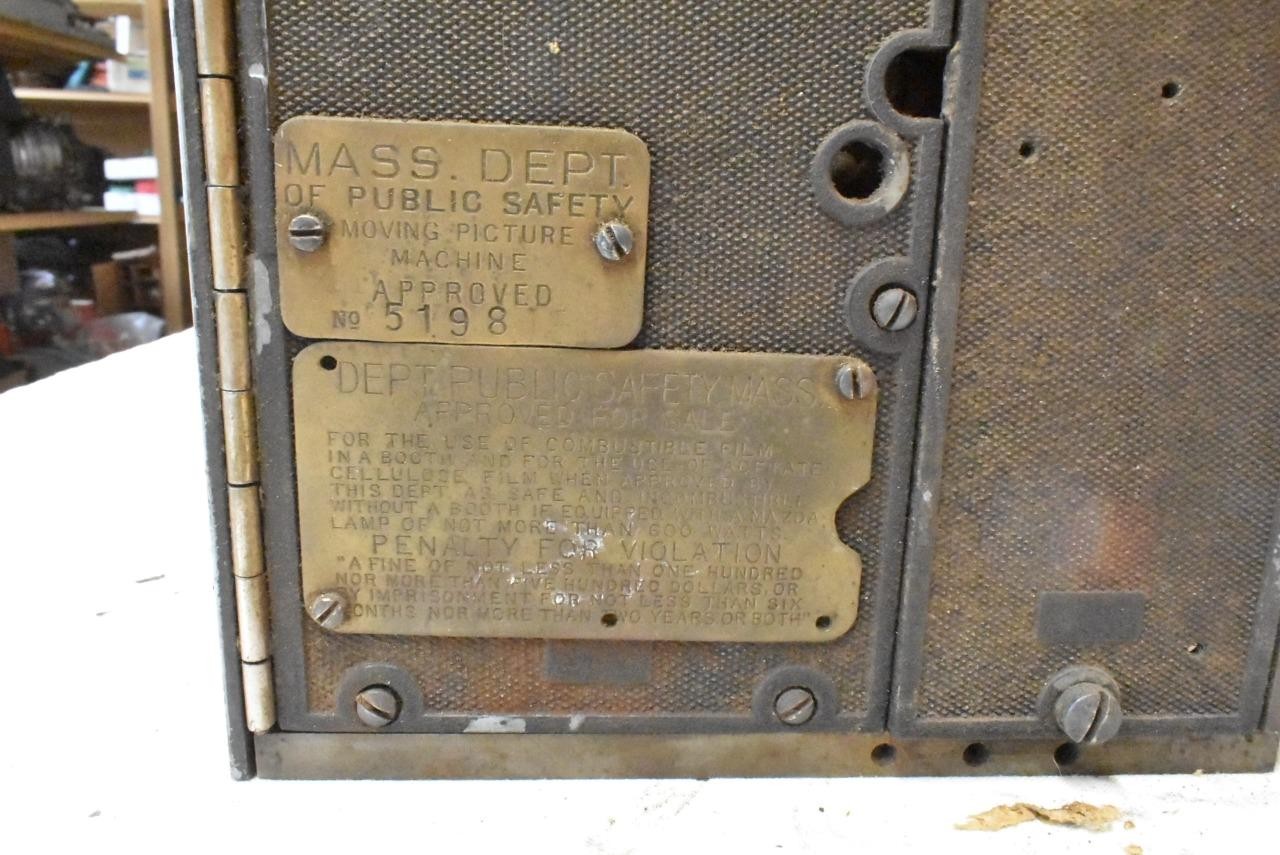 MASS. DEPT.
OF PUBLIC SAFETY
MOVING PICTURE
MACHINE
APPROVED
No 5198
DEPT. PUBLIC SAFETY, MASS.
APPROVED FOR SALE
FOR THE USE OF COMBUSTIBLE FILM
IN A BOOTH AND FOR THE USE OF ACETATE
CELLULOSE FILM WHEN APPROVED BY
THIS DEPT. AS SAFE AND INCOMBUSTIBLE
WITHOUT A BOOTH IF EQUIPPED WITH A MAZDA
LAMP OF NOT MORE THAN 600 WATTS.
PENALTY FOR VIOLATION
"A FINE OF NOT LESS THAN ONE HUNDRED
NOR MORE THAN FIVE HUNDRED DOLLARS, OR
BY IMPRISONMENT FOR NOT LESS THAN SIX
MONTHS NOR MORE THAN TWO YEARS, OR BOTH"